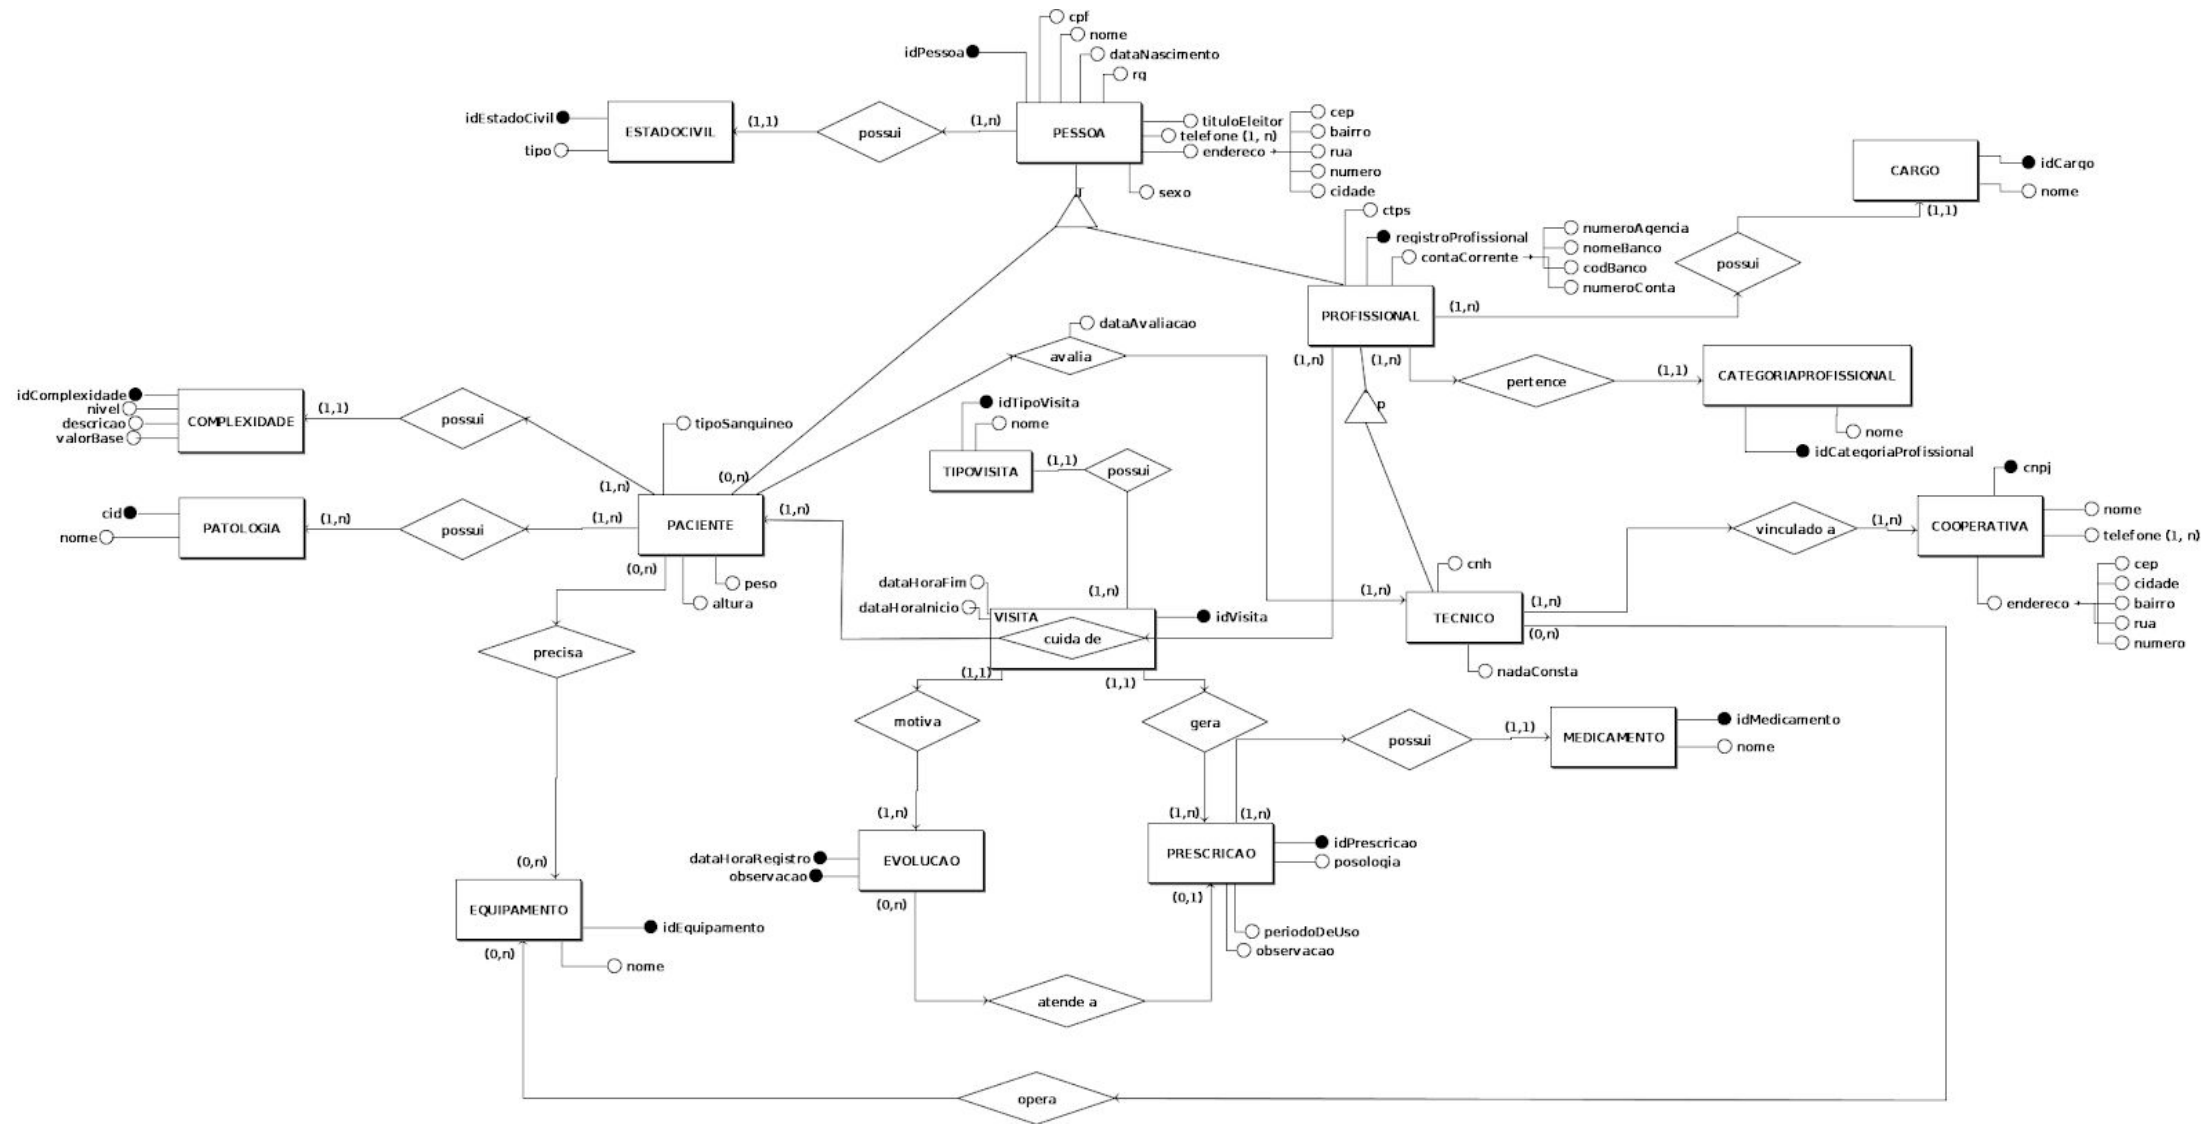 cpf
nome
idPessoa
dataNascimento
rg
idEstadoCivil
tipo
ESTADOCIVIL
(1,1)
possui
(1,n)
PESSOA
tituloEleitor
telefone (1, n)
endereco
sexo
cep
bairro
rua
numero
cidade
CARGO
idCargo
nome
(1,1)
T
ctps
registroProfissional
contaCorrente
numeroAgencia
nomeBanco
codBanco
numeroConta
possui
PROFISSIONAL
(1,n)
(1,n)
(1,n)
dataAvaliacao
avalia
pertence
(1,1)
CATEGORIAPROFISSIONAL
nome
idCategoriaProfissional
p
idComplexidade
nivel
descricao
valorBase
COMPLEXIDADE
(1,1)
possui
(1,n)
tipoSanguineo
(0,n)
idTipoVisita
nome
TIPOVISITA
(1,1)
possui
cid
nome
PATOLOGIA
(1,n)
possui
(1,n)
PACIENTE
(1,n)
(0,n)
peso
altura
cnpj
COOPERATIVA
nome
telefone (1, n)
endereco
cep
cidade
bairro
rua
numero
vinculado a
(1,n)
cnh
(1,n)
TECNICO
(1,n)
(0,n)
nadaConsta
dataHoraFim
dataHoraInicio
(1,n)
VISITA
cuida de
idVisita
(1,1)
(1,1)
precisa
motiva
gera
possui
(1,1)
MEDICAMENTO
idMedicamento
nome
(1,n)
(1,n)
(1,n)
dataHoraRegistro
observacao
EVOLUCAO
(0,n)
PRESCRICAO
idPrescricao
posologia
(0,1)
periodoDeUso
observacao
(0,n)
EQUIPAMENTO
idEquipamento
(0,n)
nome
atende a
opera